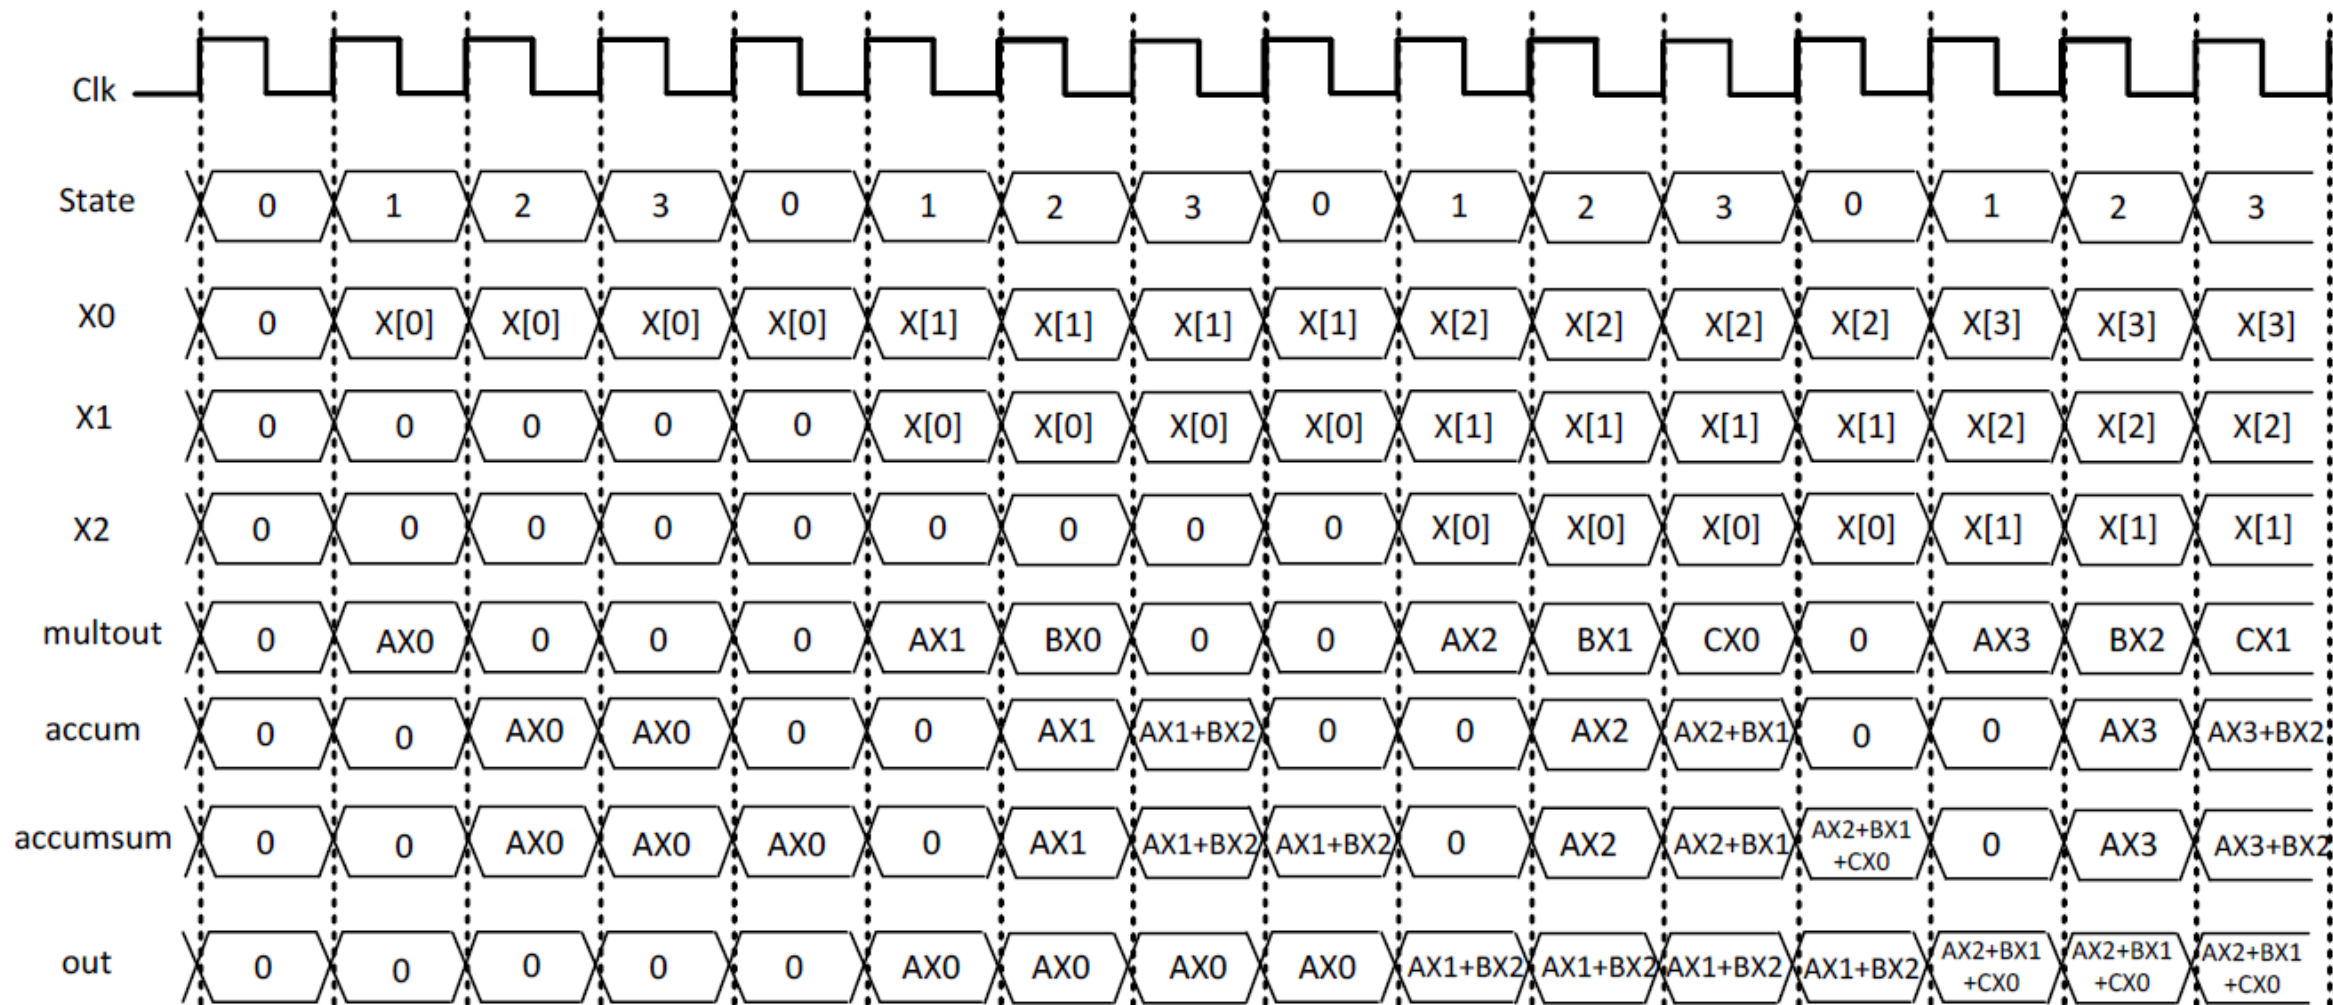 Clk
State 0 1 2 3 0 1 2 3 0 1 2 3 0 1 2 3
X0 0 X[0] X[0] X[0] X[0] X[1] X[1] X[1] X[1] X[2] X[2] X[2] X[2] X[3] X[3] X[3]
X1 0 0 0 0 0 X[0] X[0] X[0] X[0] X[1] X[1] X[1] X[1] X[2] X[2] X[2]
X2 0 0 0 0 0 0 0 0 0 X[0] X[0] X[0] X[0] X[1] X[1] X[1]
multout 0 AX0 0 0 0 AX1 BX0 0 0 AX2 BX1 CX0 0 AX3 BX2 CX1
accum 0 0 AX0 AX0 0 0 AX1 AX1+BX2 0 0 AX2 AX2+BX1 0 0 AX3 AX3+BX2
accumsum 0 0 AX0 AX0 AX0 0 AX1 AX1+BX2 AX1+BX2 0 AX2 AX2+BX1 AX2+BX1 +CX0 0 AX3 AX3+BX2
out 0 0 0 0 0 AX0 AX0 AX0 AX0 AX1+BX2 AX1+BX2 AX1+BX2 AX1+BX2 AX2+BX1 +CX0 AX2+BX1 +CX0 AX2+BX1 +CX0